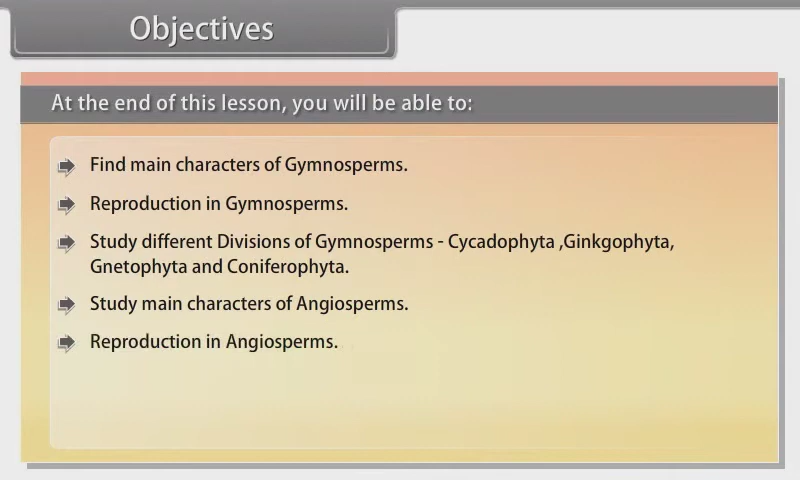 Objectives
At the end of this lesson, you will be able to:
Find main characters of Gymnosperms.
Reproduction in Gymnosperms.
Study different Divisions of Gymnosperms - Cycadophyta ,Ginkgophyta,
Gnetophyta and Coniferophyta.
Study main characters of Angiosperms.
Reproduction in Angiosperms.